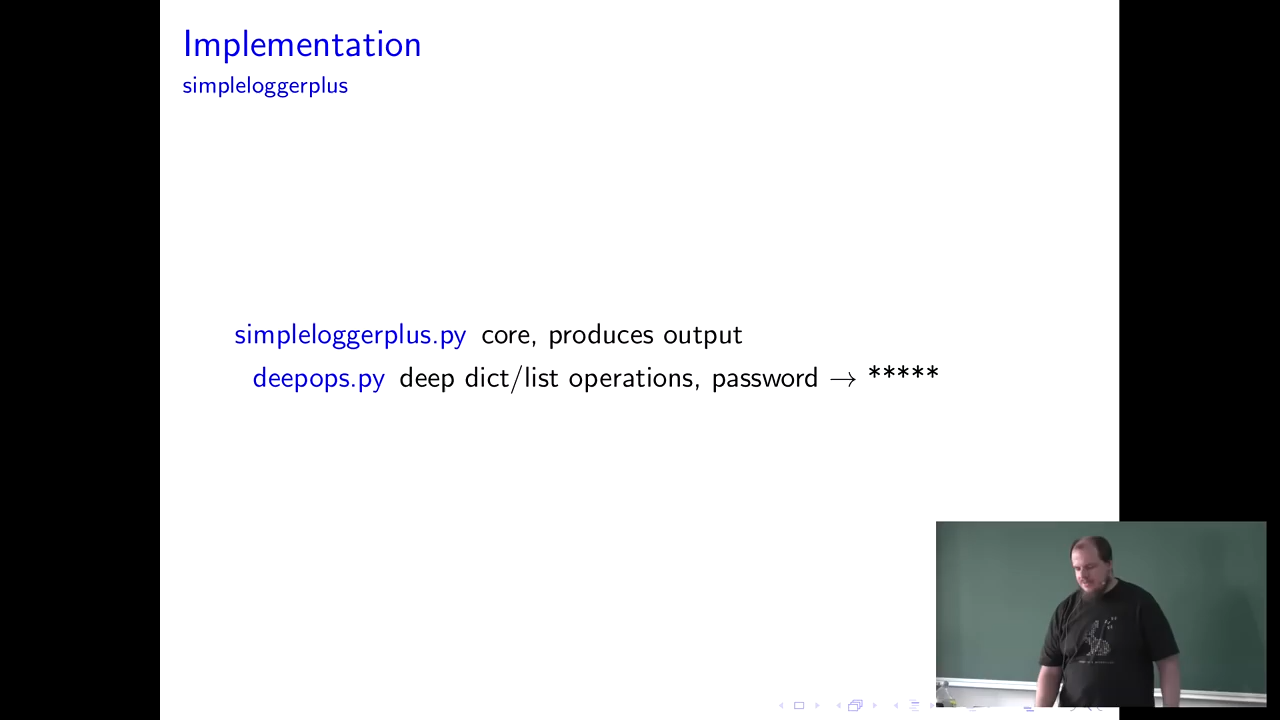 Implementation
simpleloggerplus
simpleloggerplus.py core, produces output
deepops.py deep dict/list operations, password → *****